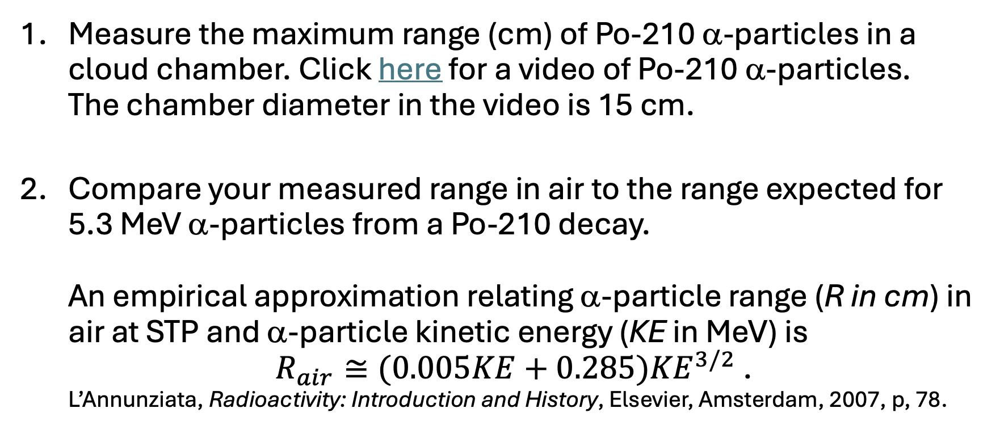 1. Measure the maximum range (cm) of Po-210 α-particles in a
cloud chamber. Click here for a video of Po-210 α-particles.
The chamber diameter in the video is 15 cm.
2. Compare your measured range in air to the range expected for
5.3 MeV α-particles from a Po-210 decay.
An empirical approximation relating α-particle range (R in cm) in
air at STP and α-particle kinetic energy (KE in MeV) is
R_air ≅ (0.005KE + 0.285)KE^{3/2} .
L’Annunziata, Radioactivity: Introduction and History, Elsevier, Amsterdam, 2007, p, 78.